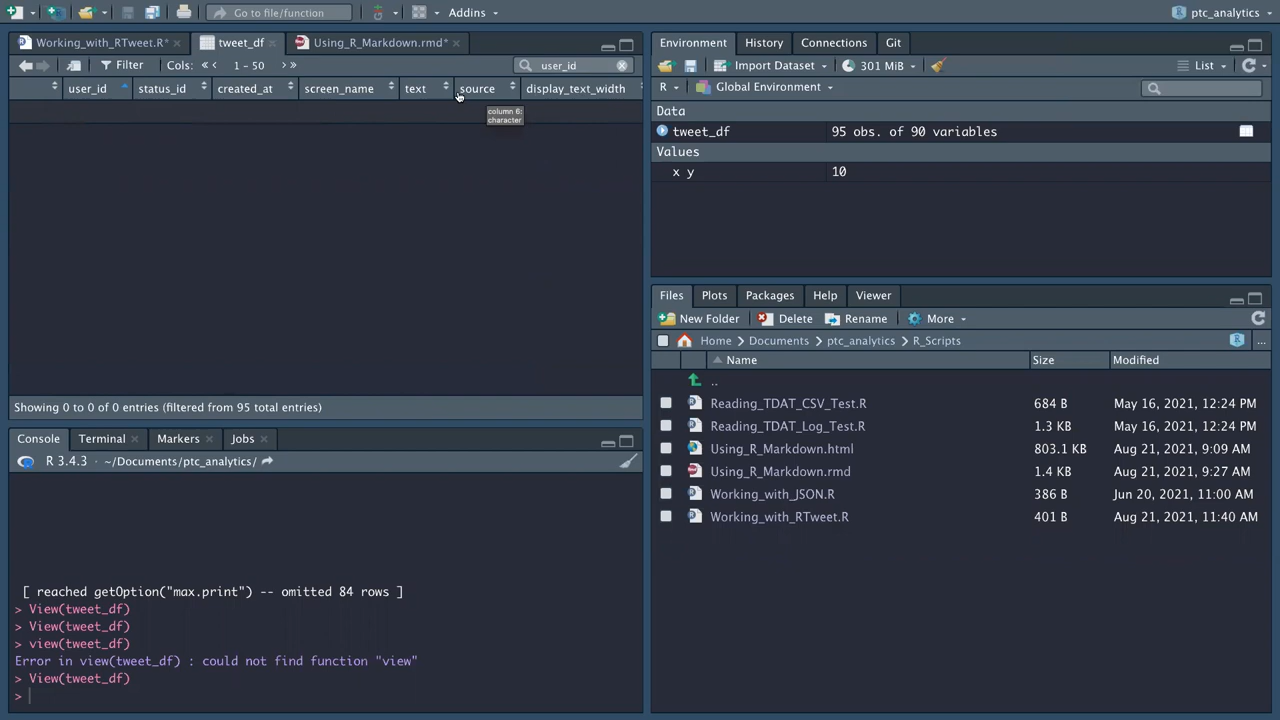 Go to file/function
Addins
ptc_analytics
Working_with_RTweet.R*
tweet_df
Using_R_Markdown.rmd*
Filter
Cols: « < 1 - 50 > »
user_id
user_id
status_id
created_at
screen_name
text
source
display_text_width
column 6:
character
Showing 0 to 0 of 0 entries (filtered from 95 total entries)
Console
Terminal
Markers
Jobs
R 3.4.3 · ~/Documents/ptc_analytics/
[ reached getOption("max.print") -- omitted 84 rows ]
> View(tweet_df)
> View(tweet_df)
> view(tweet_df)
Error in view(tweet_df) : could not find function "view"
> View(tweet_df)
>
Environment
History
Connections
Git
Import Dataset
301 MiB
List
R
Global Environment
Data
tweet_df 95 obs. of 90 variables
Values
x y 10
Files
Plots
Packages
Help
Viewer
New Folder
Delete
Rename
More
Home > Documents > ptc_analytics > R_Scripts
...
Name Size Modified
..
Reading_TDAT_CSV_Test.R 684 B May 16, 2021, 12:24 PM
Reading_TDAT_Log_Test.R 1.3 KB May 16, 2021, 12:24 PM
Using_R_Markdown.html 803.1 KB Aug 21, 2021, 9:09 AM
Using_R_Markdown.rmd 1.4 KB Aug 21, 2021, 9:27 AM
Working_with_JSON.R 386 B Jun 20, 2021, 11:00 AM
Working_with_RTweet.R 401 B Aug 21, 2021, 11:40 AM